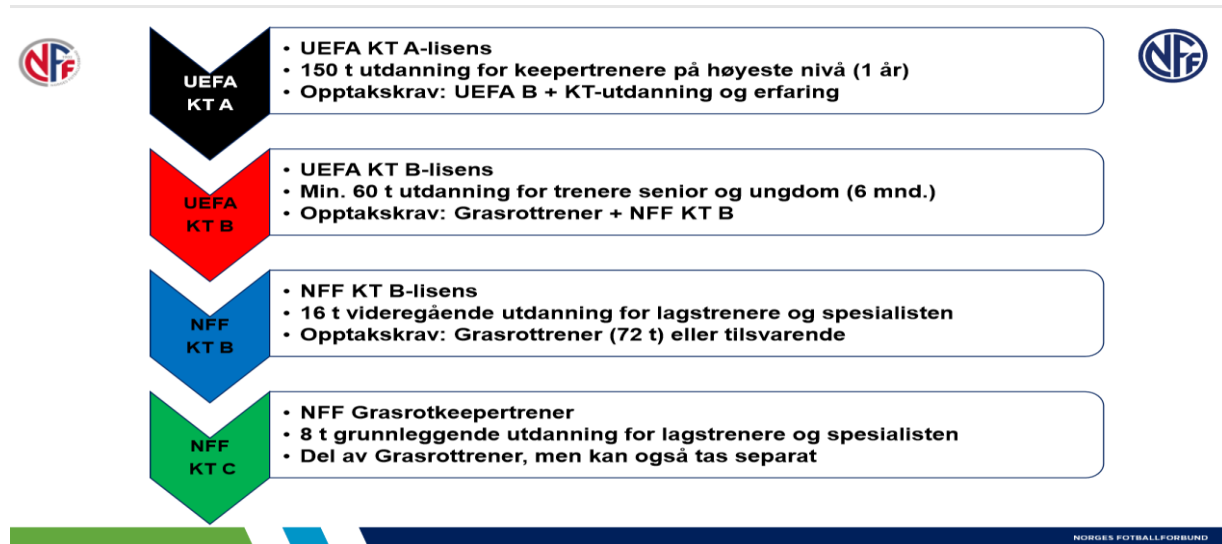 NFF
NFF
UEFA
KT A
• UEFA KT A-lisens
• 150 t utdanning for keepertrenere på høyeste nivå (1 år)
• Opptakskrav: UEFA B + KT-utdanning og erfaring
UEFA
KT B
• UEFA KT B-lisens
• Min. 60 t utdanning for trenere senior og ungdom (6 mnd.)
• Opptakskrav: Grasrottrener + NFF KT B
NFF
KT B
• NFF KT B-lisens
• 16 t videregående utdanning for lagstrenere og spesialisten
• Opptakskrav: Grasrottrener (72 t) eller tilsvarende
NFF
KT C
• NFF Grasrotkeepertrener
• 8 t grunnleggende utdanning for lagstrenere og spesialisten
• Del av Grasrottrener, men kan også tas separat
NORGES FOTBALLFORBUND